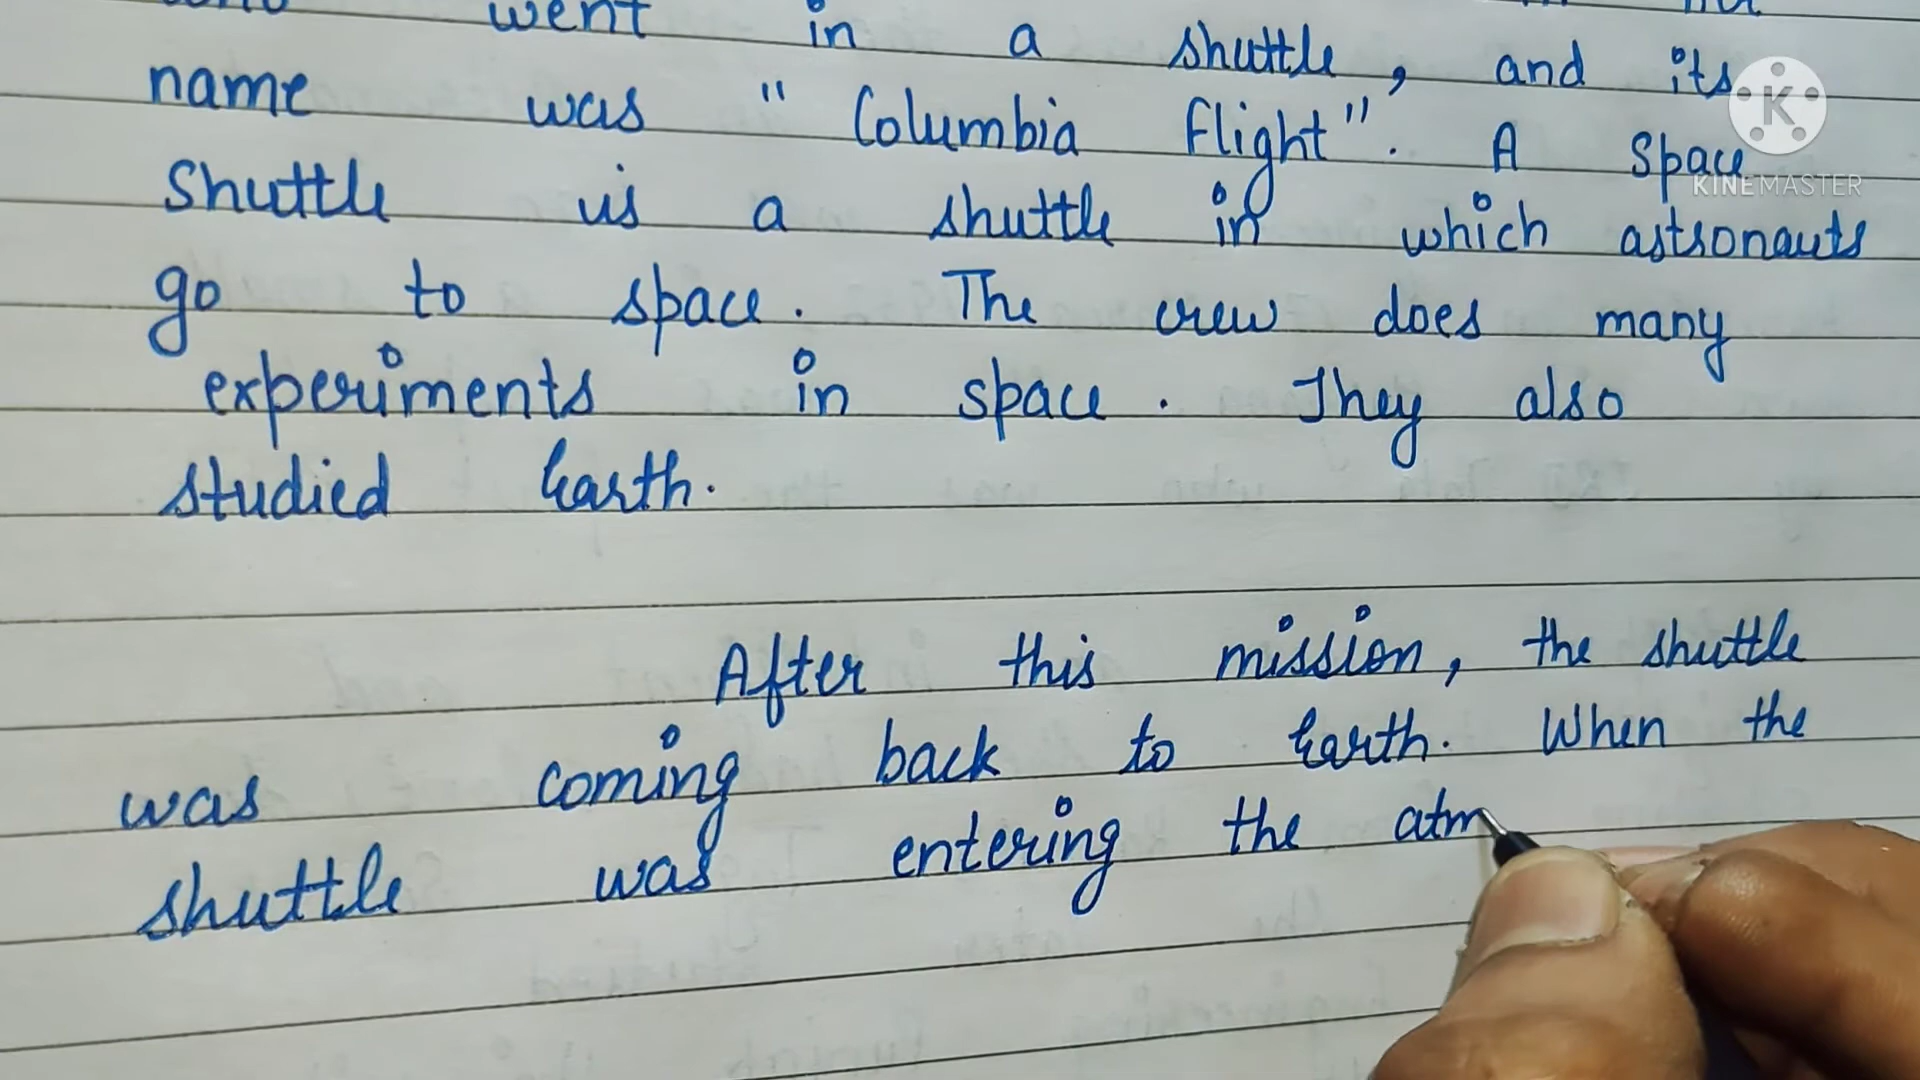 went in a shuttle, and its
name was "Columbia Flight". A Space
Shuttle is a shuttle in which astronauts
go to space. The crew does many
experiments in space. They also
studied Earth.
After this mission, the shuttle
was coming back to Earth. When the
shuttle was entering the atm
K
KINEMASTER